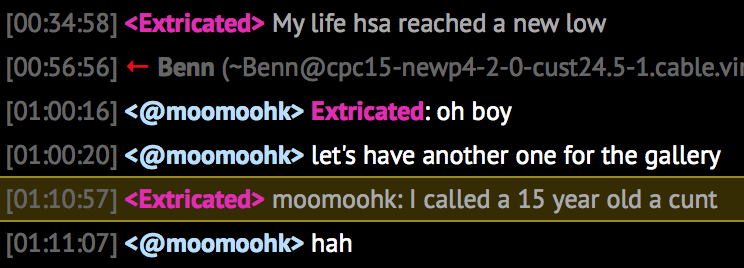 [00:34:58] <Extricated> My life hsa reached a new low
[00:56:56] ← Benn (~Benn@cpc15-newp4-2-0-cust24.5-1.cable.vir
[01:00:16] <@moomoohk> Extricated: oh boy
[01:00:20] <@moomoohk> let's have another one for the gallery
[01:10:57] <Extricated> moomoohk: I called a 15 year old a cunt
[01:11:07] <@moomoohk> hah